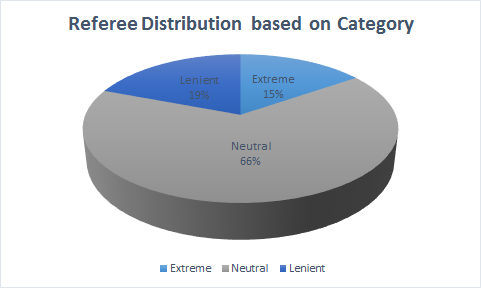 Referee Distribution based on Category
Lenient
19%
Extreme
15%
Neutral
66%
Extreme Neutral Lenient